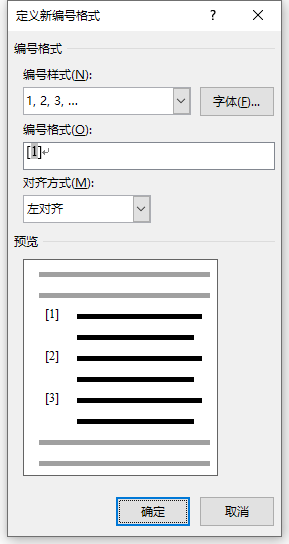 定义新编号格式 ? ×
编号格式
编号样式(N):
1, 2, 3, ...
字体(F)...
编号格式(O):
[1]↵
对齐方式(M):
左对齐
预览
[1]
[2]
[3]
确定 取消